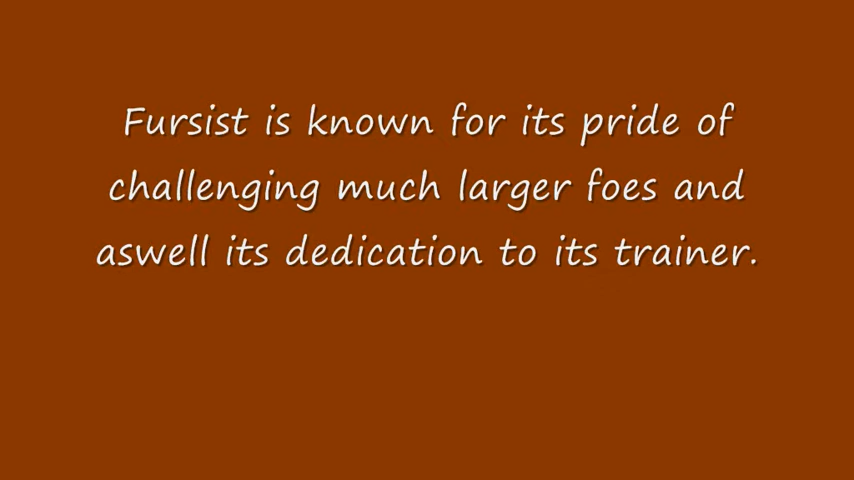 Fursist is known for its pride of
challenging much larger foes and
aswell its dedication to its trainer.